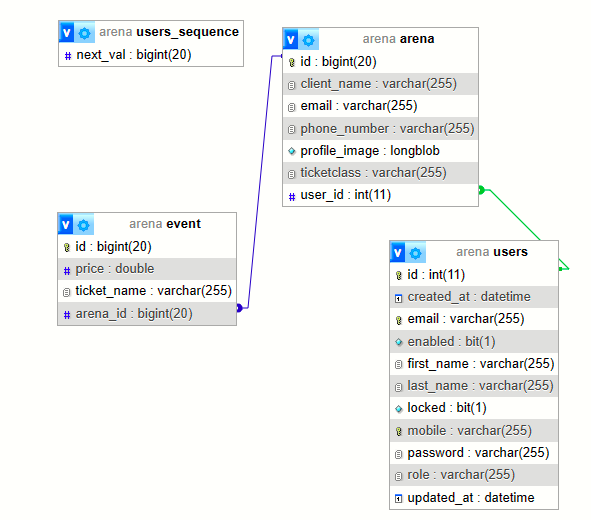 v arena users_sequence
# next_val : bigint(20)
v arena arena
id : bigint(20)
client_name : varchar(255)
email : varchar(255)
phone_number : varchar(255)
profile_image : longblob
ticketclass : varchar(255)
# user_id : int(11)
v arena event
id : bigint(20)
# price : double
ticket_name : varchar(255)
# arena_id : bigint(20)
v arena users
id : int(11)
created_at : datetime
email : varchar(255)
enabled : bit(1)
first_name : varchar(255)
last_name : varchar(255)
locked : bit(1)
mobile : varchar(255)
password : varchar(255)
role : varchar(255)
updated_at : datetime